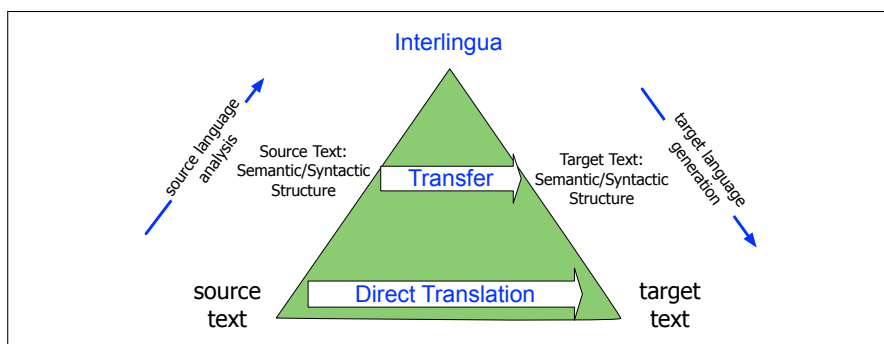 Interlingua
source language
analysis
Source Text:
Semantic/Syntactic
Structure
Transfer
Target Text:
Semantic/Syntactic
Structure
target language
generation
source
text
Direct Translation
target
text